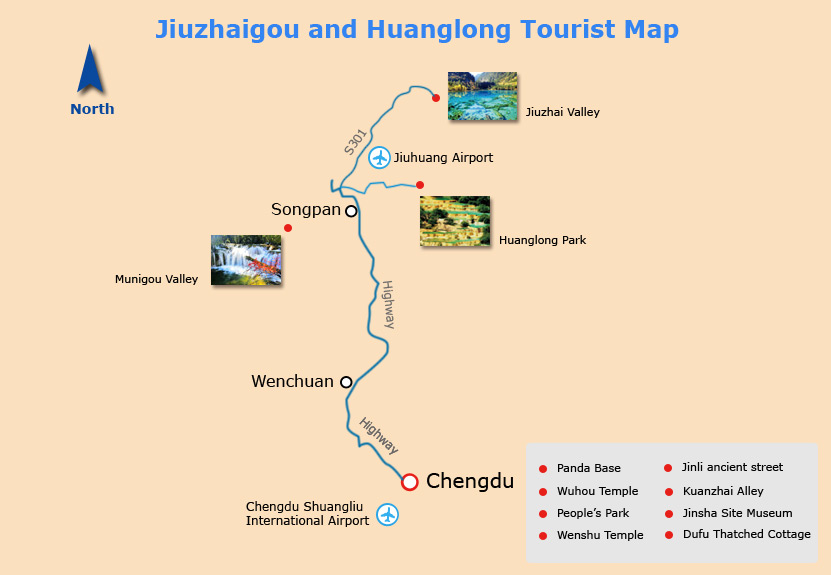 Jiuzhaigou and Huanglong Tourist Map
North
Jiuzhai Valley
S301
Jiuhuang Airport
Songpan
Huanglong Park
Munigou Valley
Highway
Wenchuan
Highway
Chengdu
Chengdu Shuangliu
International Airport
Panda Base
Jinli ancient street
Wuhou Temple
Kuanzhai Alley
People's Park
Jinsha Site Museum
Wenshu Temple
Dufu Thatched Cottage